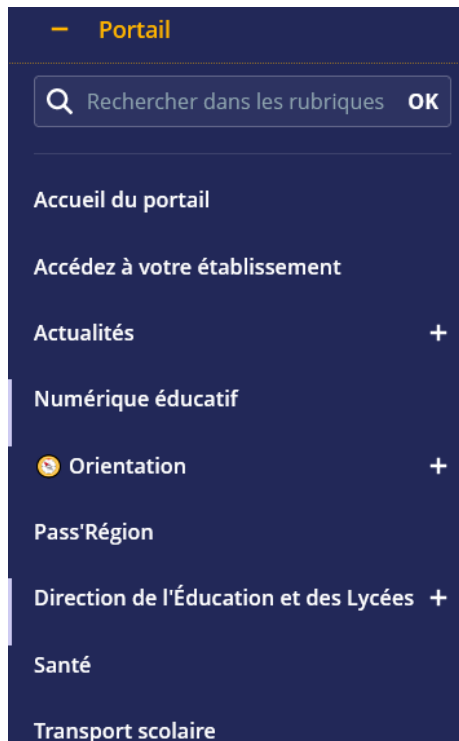 Portail
Rechercher dans les rubriques OK
Accueil du portail
Accédez à votre établissement
Actualités +
Numérique éducatif
Orientation +
Pass'Région
Direction de l'Éducation et des Lycées +
Santé
Transport scolaire